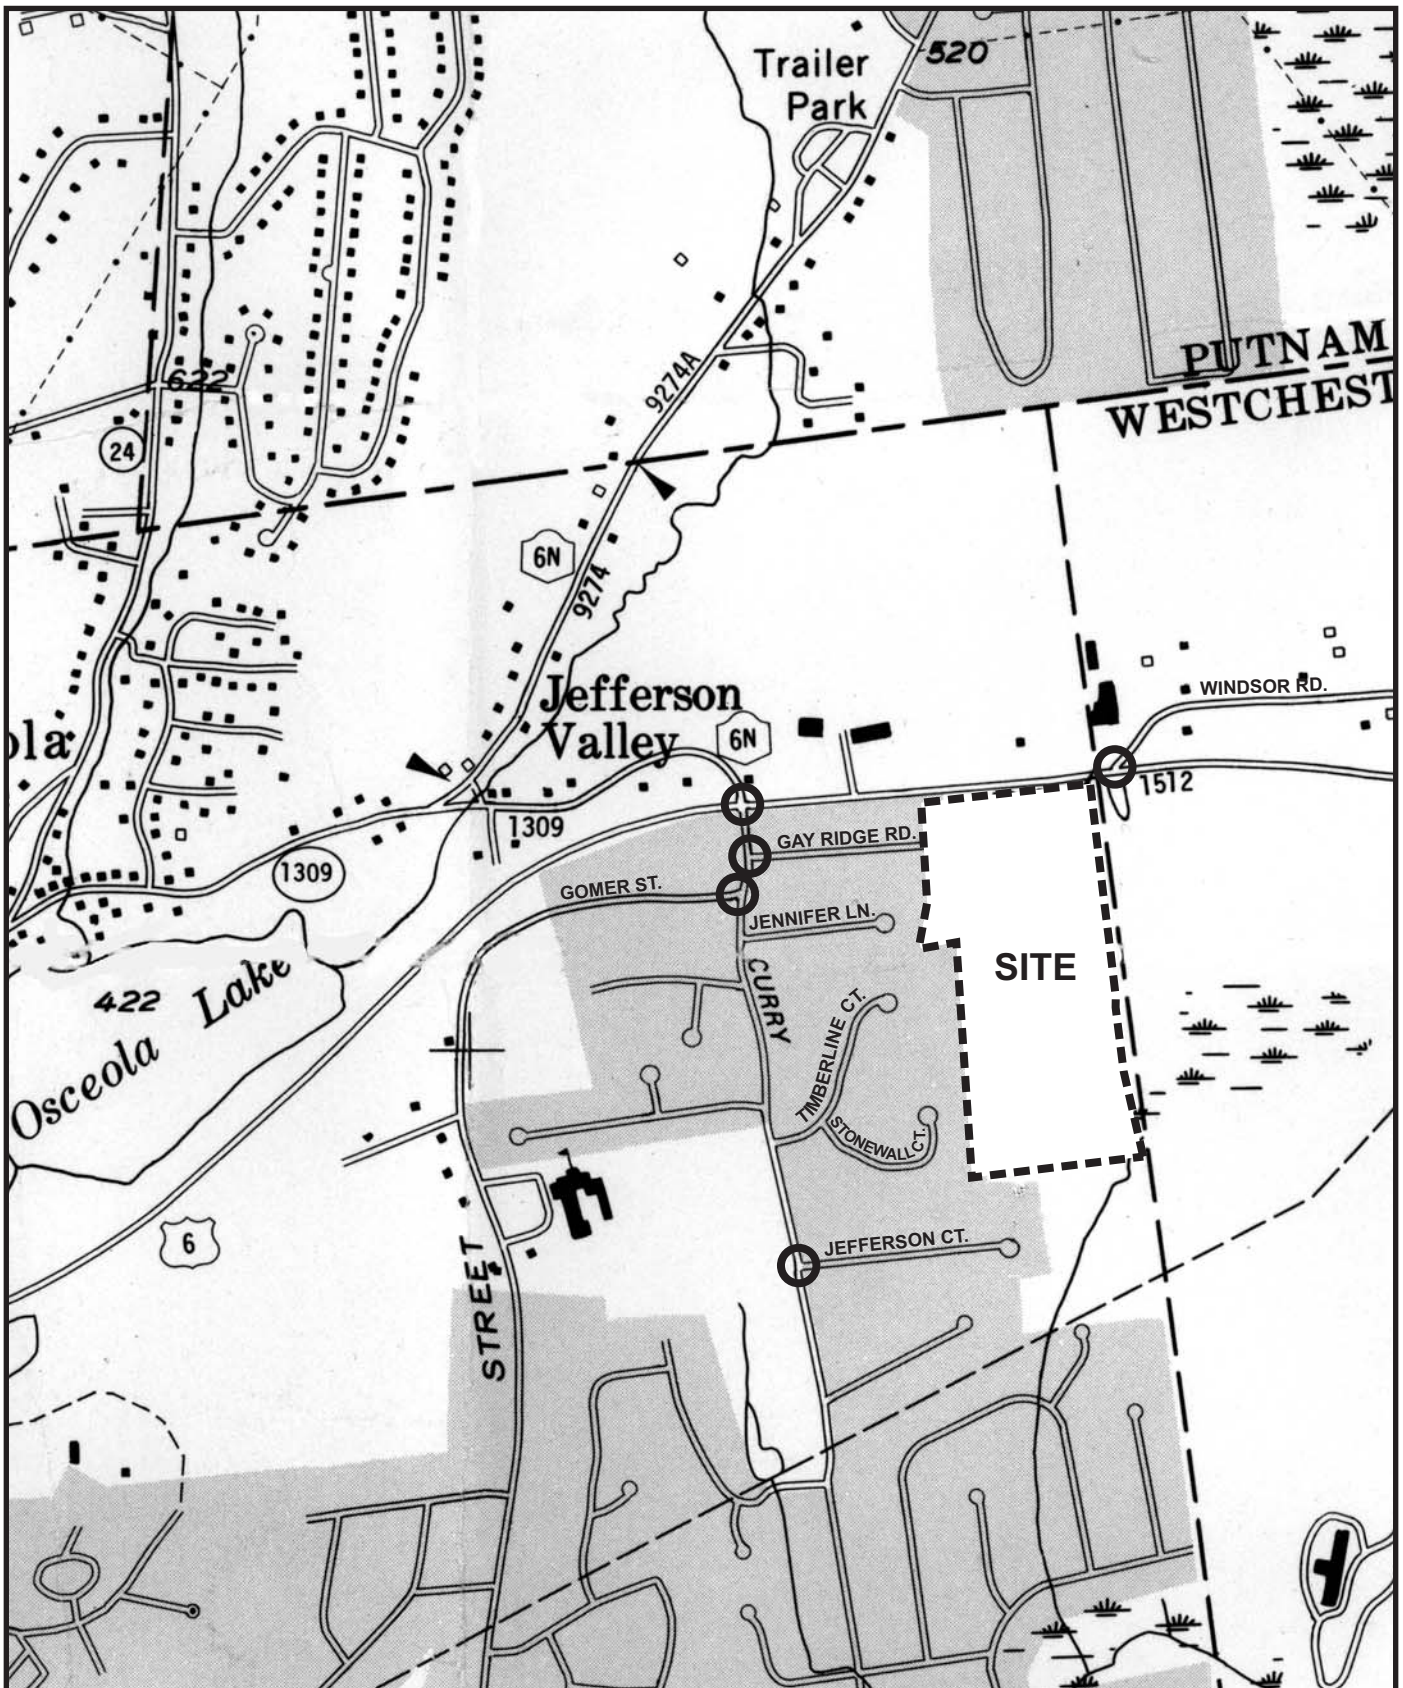 Trailer
Park
520
PUTNAM
WESTCHEST
622
9274A
24
6N
9274
Jefferson
Valley
6N
WINDSOR RD.
ola
1512
1309
1309
GAY RIDGE RD.
GOMER ST.
JENNIFER LN.
SITE
CURRY
422
Osceola Lake
TIMBERLINE CT.
STONEWALL CT.
6
STREET
JEFFERSON CT.